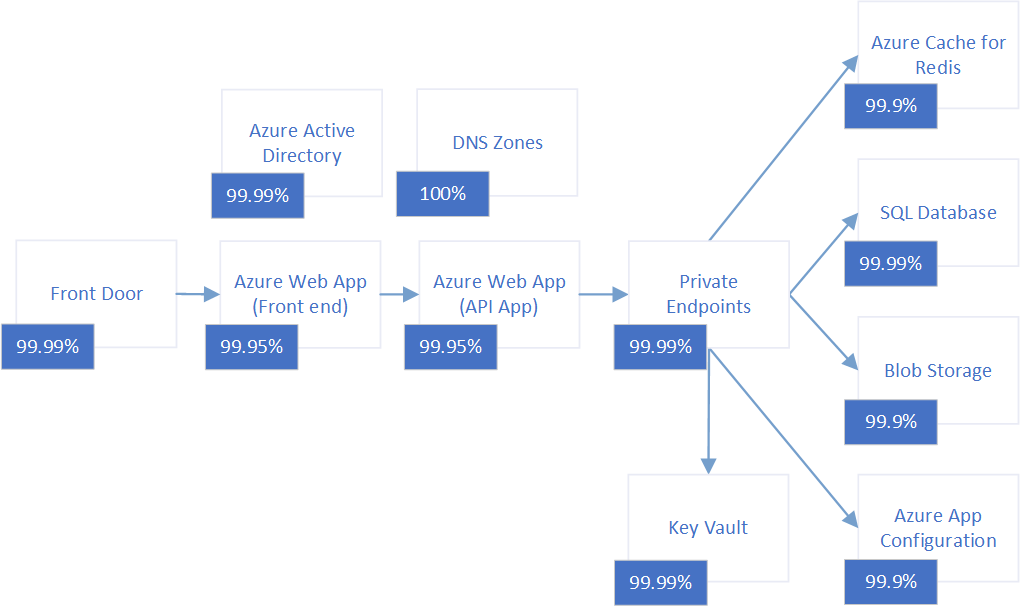 Azure Cache for
Redis
99.9%
Azure Active
Directory
99.99%
DNS Zones
100%
SQL Database
99.99%
Front Door
99.99%
Azure Web App
(Front end)
99.95%
Azure Web App
(API App)
99.95%
Private
Endpoints
99.99%
Blob Storage
99.9%
Key Vault
99.99%
Azure App
Configuration
99.9%